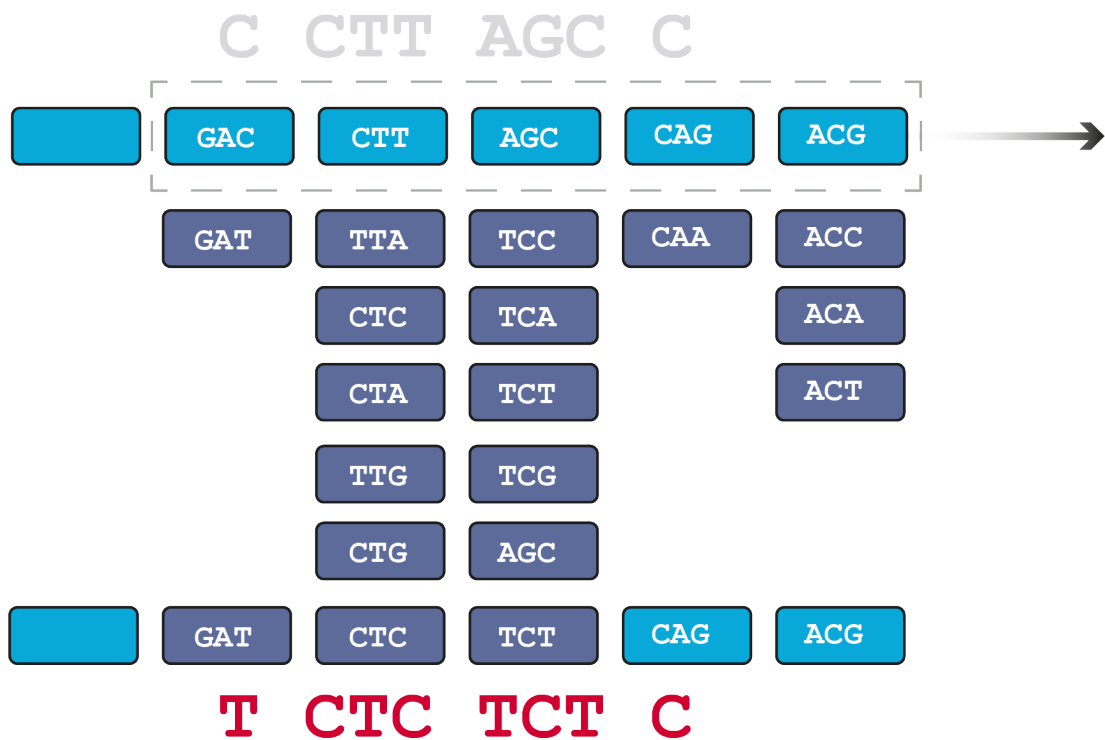 C CTT AGC C
GAC CTT AGC CAG ACG
GAT TTA TCC CAA ACC
CTC TCA ACA
CTA TCT ACT
TTG TCG
CTG AGC
GAT CTC TCT CAG ACG
T CTC TCT C